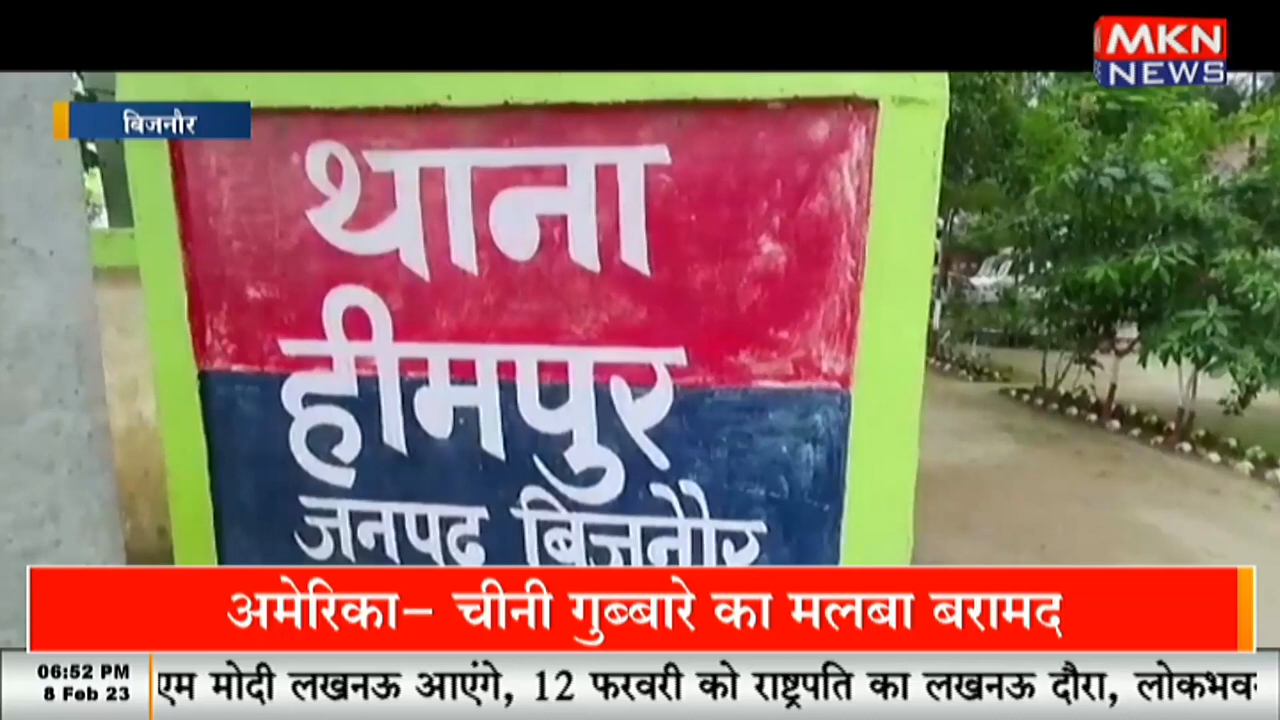 MKN
NEWS
बिजनौर
थाना
हीमपुर
जनपद बिजनौर
अमेरिका- चीनी गुब्बारे का मलबा बरामद
06:52 PM
8 Feb 23
एम मोदी लखनऊ आएंगे, 12 फरवरी को राष्ट्रपति का लखनऊ दौरा,